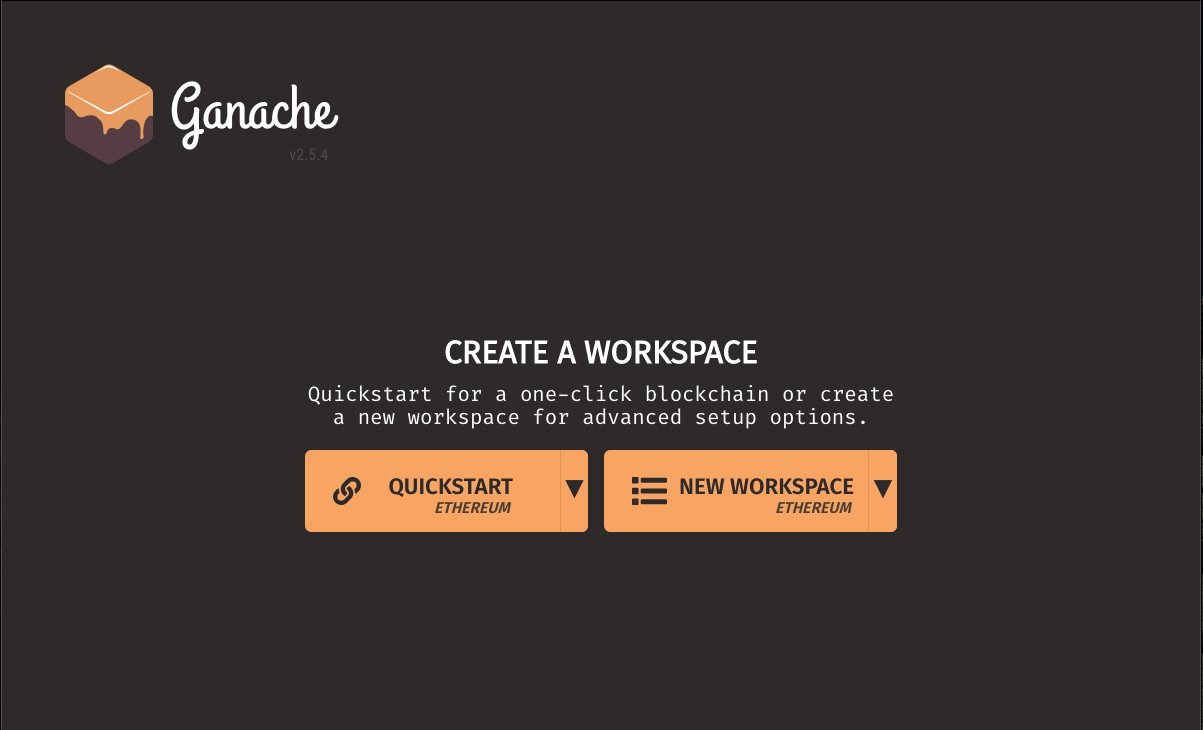 Ganache
v2.5.4
CREATE A WORKSPACE
Quickstart for a one-click blockchain or create
a new workspace for advanced setup options.
QUICKSTART
ETHEREUM
NEW WORKSPACE
ETHEREUM